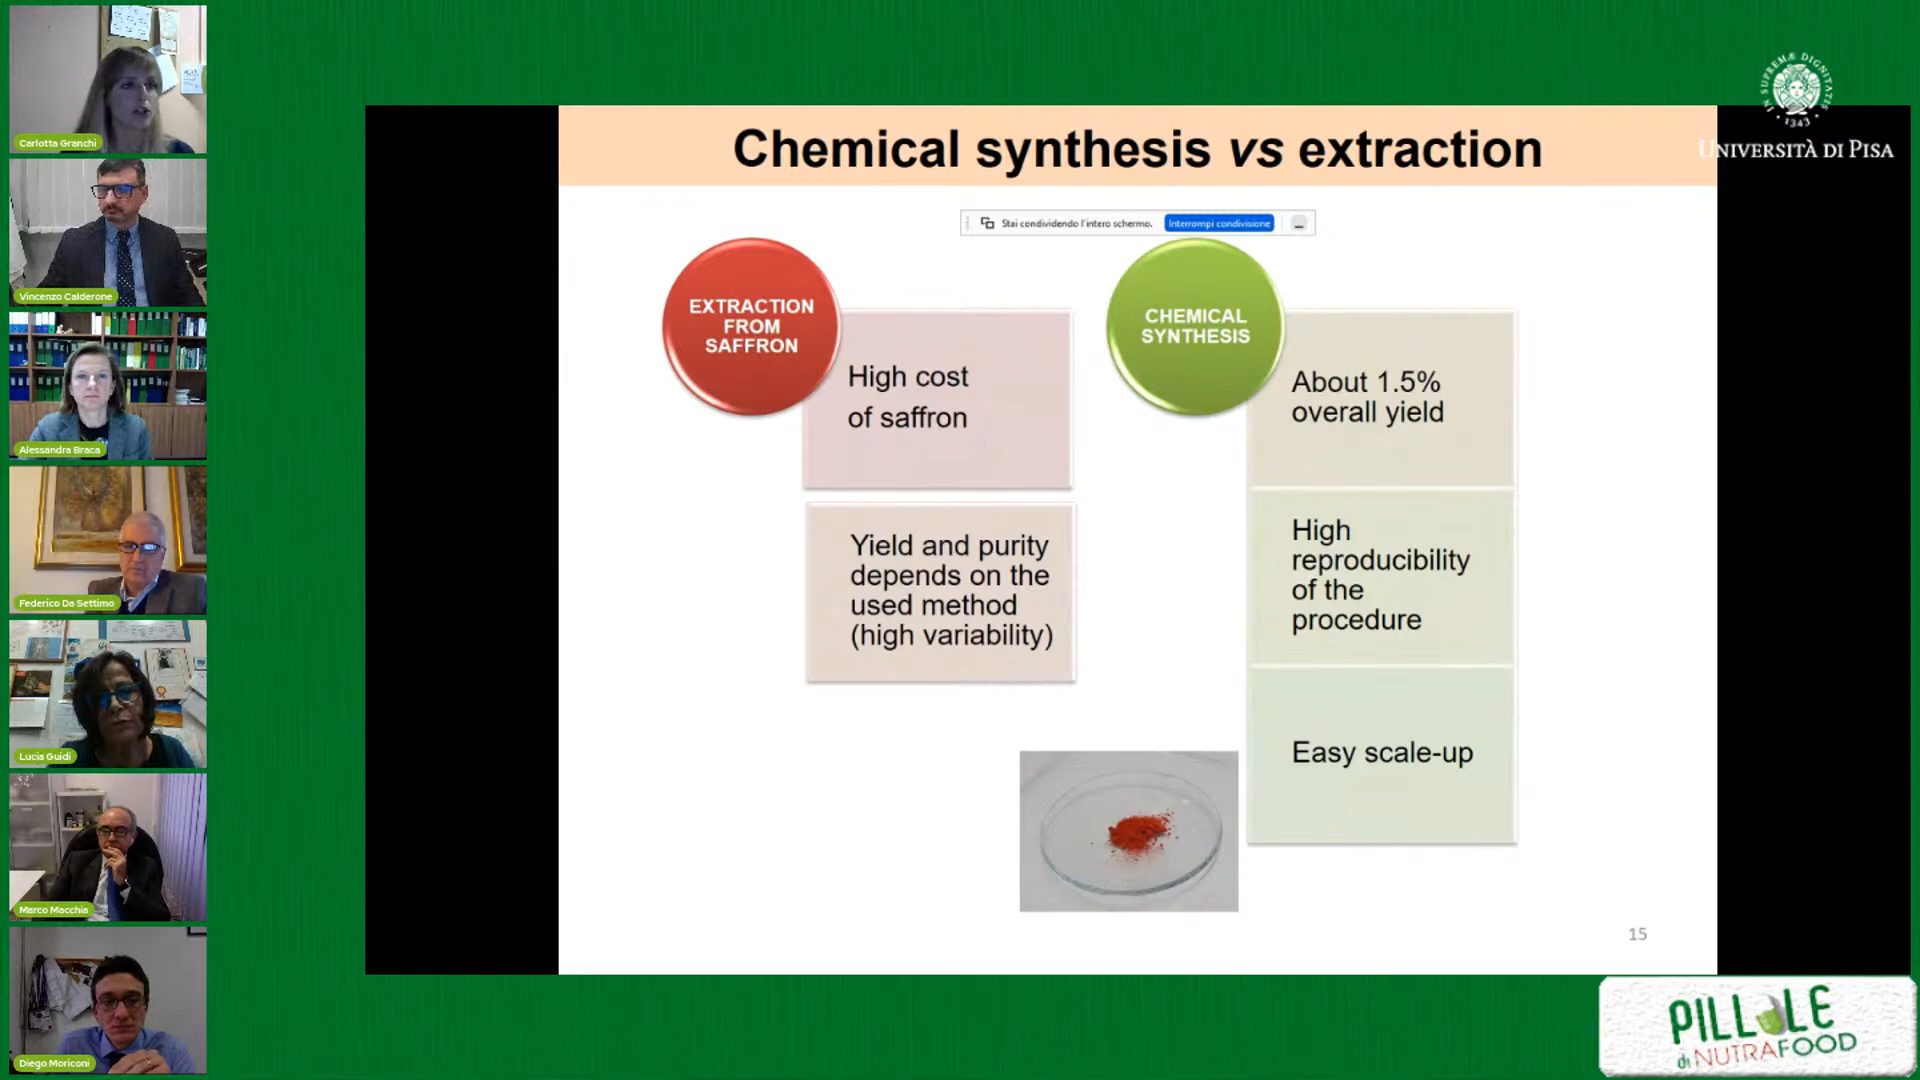 Carlotta Granchi
Vincenzo Calderone
Alessandra Braca
Federico Da Settimo
Lucia Guidi
Marco Macchia
Diego Moriconi
Chemical synthesis vs extraction
Stai condividendo l'intero schermo.
Interrompi condivisione
EXTRACTION
FROM
SAFFRON
High cost
of saffron
Yield and purity
depends on the
used method
(high variability)
CHEMICAL
SYNTHESIS
About 1.5%
overall yield
High
reproducibility
of the
procedure
Easy scale-up
15
IN SUPREMÆ DIGNITATIS
1343
UNIVERSITÀ DI PISA
PILLOLE
di NUTRAFOOD